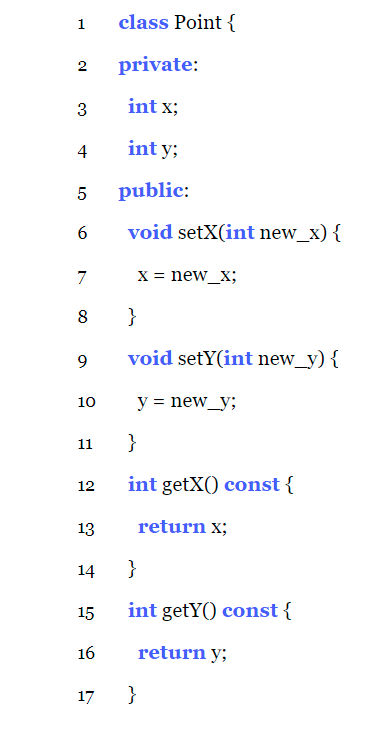 1 class Point {
2 private:
3 int x;
4 int y;
5 public:
6 void setX(int new_x) {
7 x = new_x;
8 }
9 void setY(int new_y) {
10 y = new_y;
11 }
12 int getX() const {
13 return x;
14 }
15 int getY() const {
16 return y;
17 }